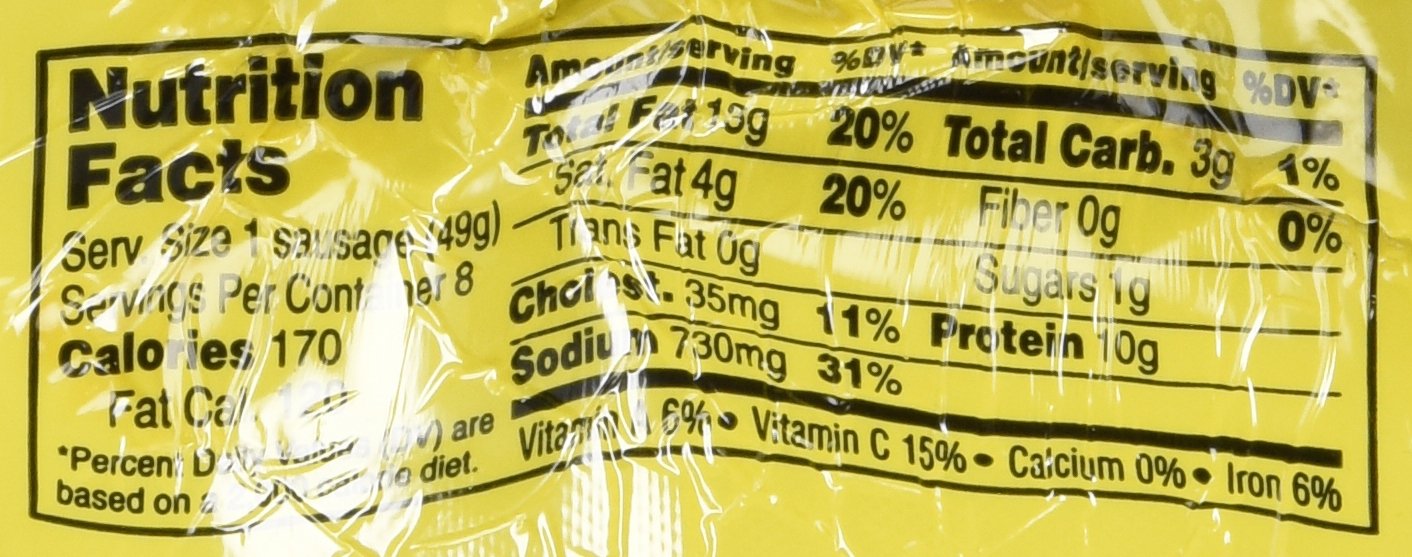 Nutrition
Facts
Serv. Size 1 sausage (49g)
Servings Per Container 8
Calories 170
Fat Cal.
*Percent Daily Values (DV) are
based on a calorie diet.
Amount/serving %DV*
Total Fat 13g 20%
Sat. Fat 4g 20%
Trans Fat 0g
Cholest. 35mg 11%
Sodium 730mg 31%
Amount/serving %DV*
Total Carb. 3g 1%
Fiber 0g 0%
Sugars 1g
Protein 10g
Vitamin A 6% • Vitamin C 15% • Calcium 0% • Iron 6%